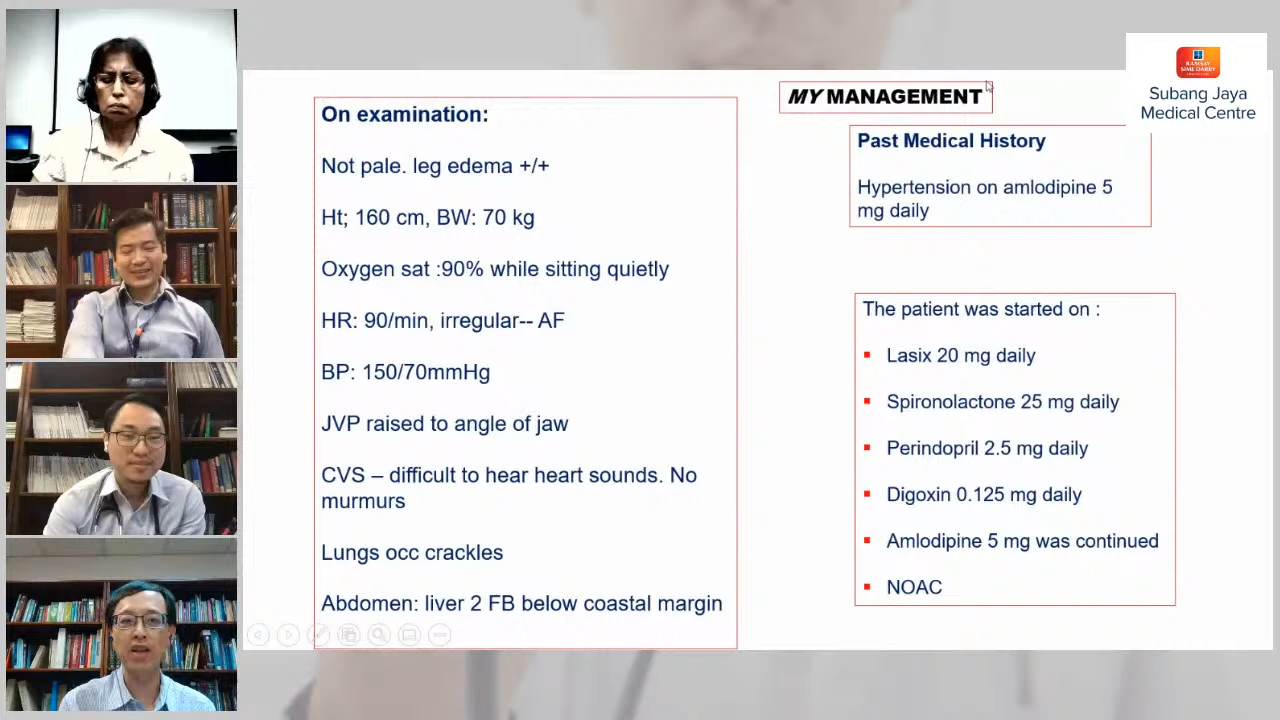 On examination:
Not pale. leg edema +/+
Ht; 160 cm, BW: 70 kg
Oxygen sat :90% while sitting quietly
HR: 90/min, irregular-- AF
BP: 150/70mmHg
JVP raised to angle of jaw
CVS – difficult to hear heart sounds. No
murmurs
Lungs occ crackles
Abdomen: liver 2 FB below coastal margin
MY MANAGEMENT
Past Medical History
Hypertension on amlodipine 5
mg daily
The patient was started on :
▪ Lasix 20 mg daily
▪ Spironolactone 25 mg daily
▪ Perindopril 2.5 mg daily
▪ Digoxin 0.125 mg daily
▪ Amlodipine 5 mg was continued
▪ NOAC
RAMSAY
SIME DARBY
Subang Jaya
Medical Centre